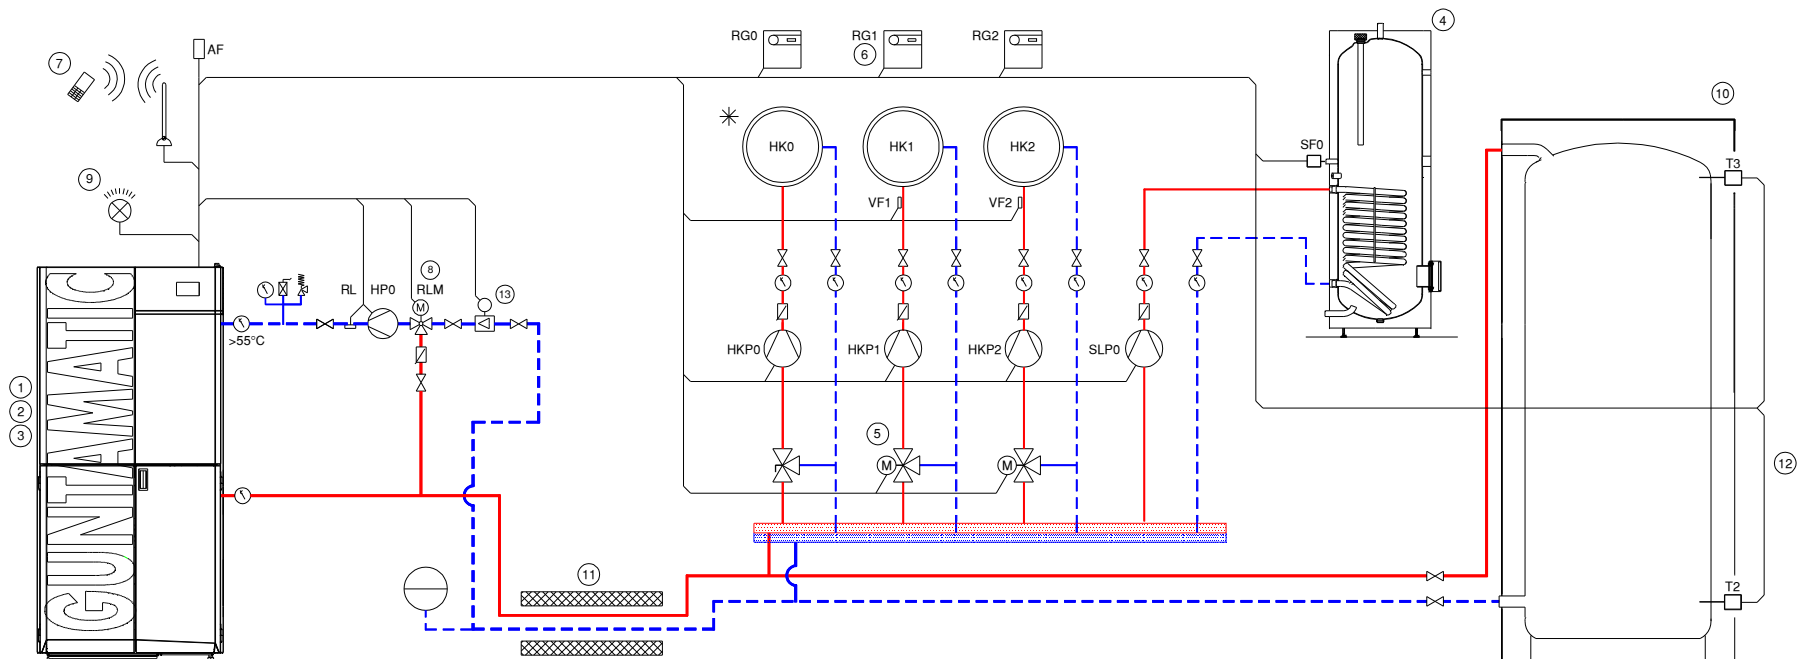 RG0
RG1
RG2
4
7
AF
6
10
HK0
HK1
HK2
SF0
T3
9
VF1
VF2
8
RL
HP0
RLM
13
M
>55°C
HKP0
HKP1
HKP2
SLP0
1
2
3
5
M
M
12
11
T2
GUNTAMATIC